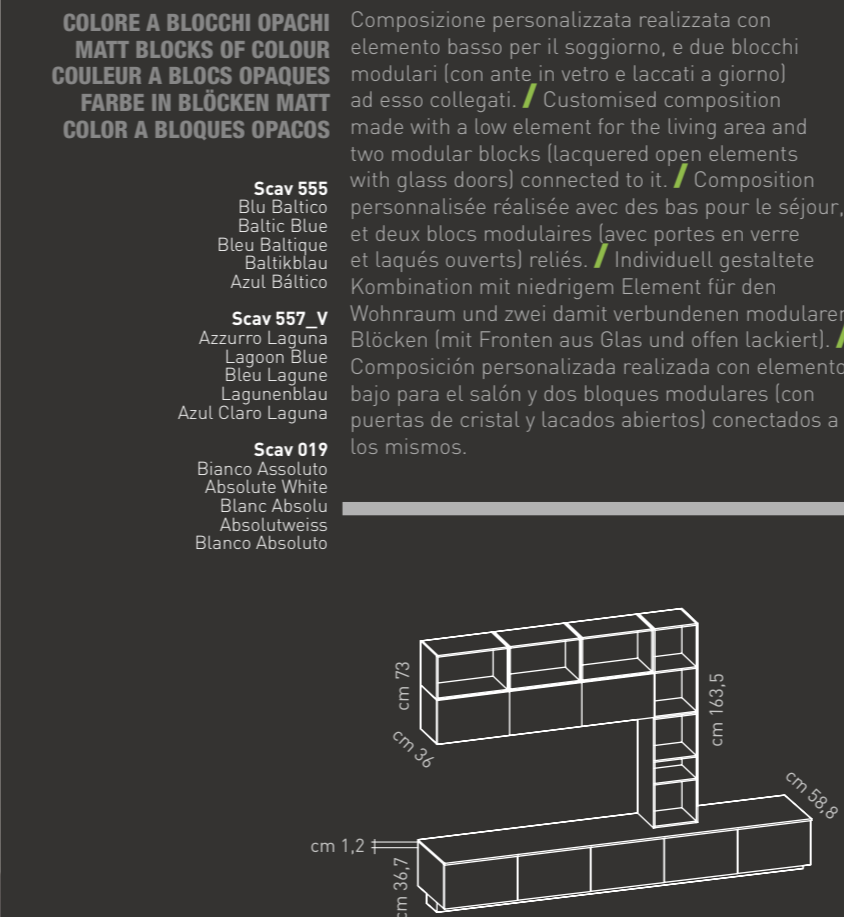 COLORE A BLOCCHI OPACHI
MATT BLOCKS OF COLOUR
COULEUR A BLOCS OPAQUES
FARBE IN BLÖCKEN MATT
COLOR A BLOQUES OPACOS
Scav 555
Blu Baltico
Baltic Blue
Bleu Baltique
Baltikblau
Azul Báltico
Scav 557_V
Azzurro Laguna
Lagoon Blue
Bleu Lagune
Lagunenblau
Azul Claro Laguna
Scav 019
Bianco Assoluto
Absolute White
Blanc Absolu
Absolutweiss
Blanco Absoluto
Composizione personalizzata realizzata con
elemento basso per il soggiorno, e due blocchi
modulari (con ante in vetro e laccati a giorno)
ad esso collegati. / Customised composition
made with a low element for the living area and
two modular blocks (lacquered open elements
with glass doors) connected to it. / Composition
personnalisée réalisée avec des bas pour le séjour,
et deux blocs modulaires (avec portes en verre
et laqués ouverts) reliés. / Individuell gestaltete
Kombination mit niedrigem Element für den
Wohnraum und zwei damit verbundenen modularen
Blöcken (mit Fronten aus Glas und offen lackiert). /
Composición personalizada realizada con elemento
bajo para el salón y dos bloques modulares (con
puertas de cristal y lacados abiertos) conectados a
los mismos.
cm 73
cm 36
cm 163,5
cm 58,8
cm 1,2
cm 36,7